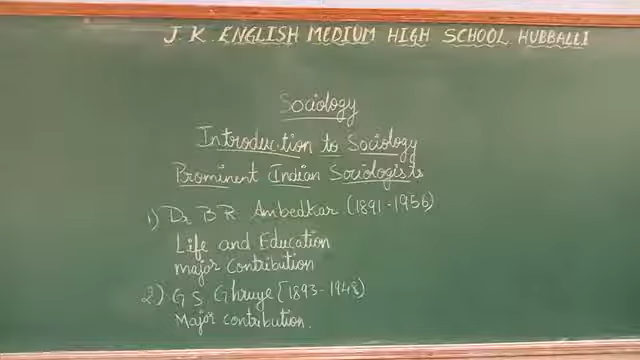 J. K. ENGLISH MEDIUM HIGH SCHOOL. HUBBALLI
Sociology
Introduction to Sociology
Prominent Indian Sociologists
1) Dr B R Ambedkar (1891-1956)
Life and Education
Major Contribution
2) G S. Ghruye (1893-1948)
Major contribution.